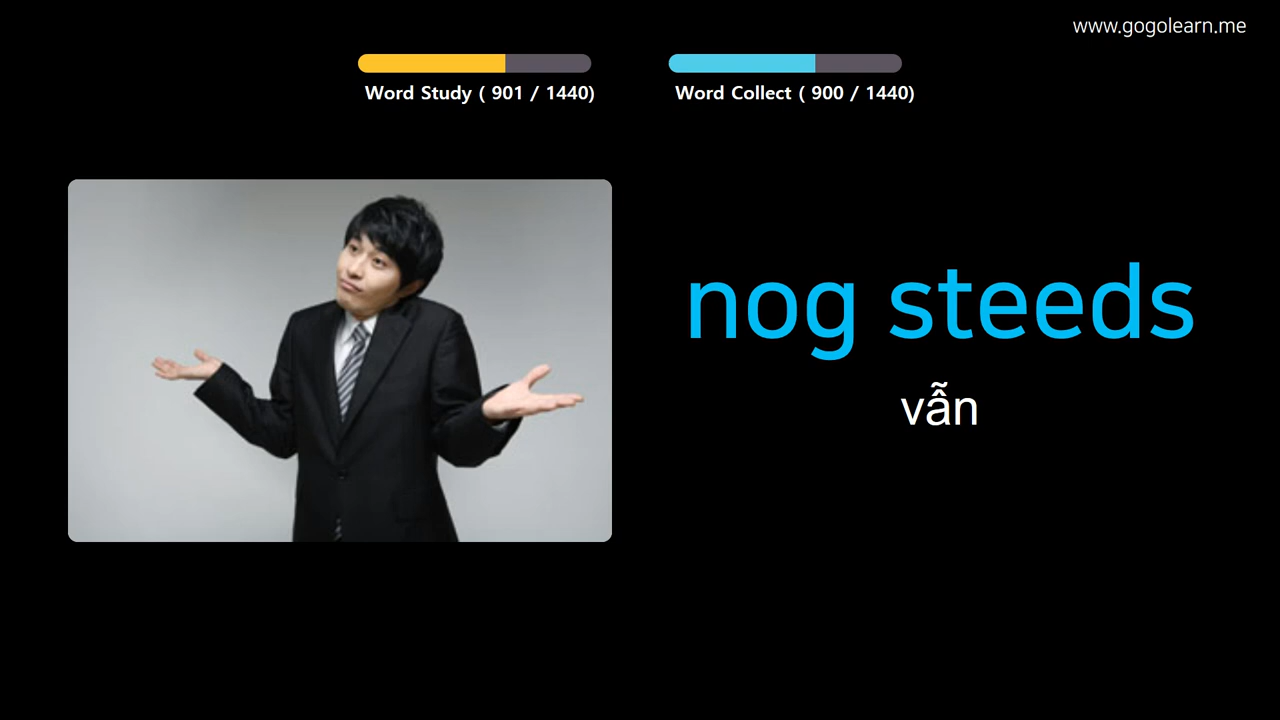 www.gogolearn.me
Word Study ( 901 / 1440)
Word Collect ( 900 / 1440)
nog steeds
vẫn